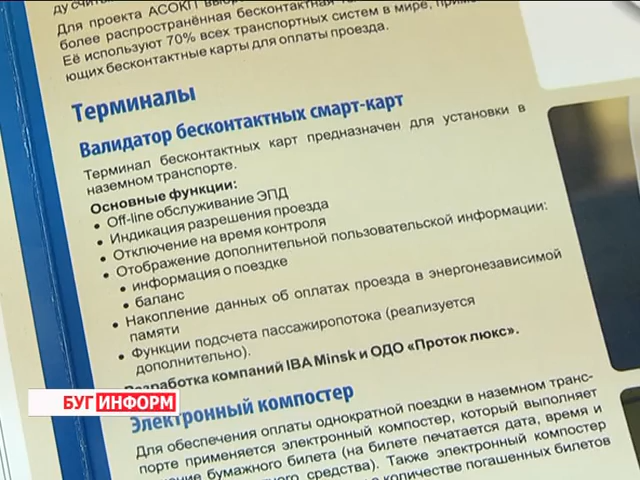 ду считы
Для проекта АСОКП
более распространённая бесконтактная
Её используют 70% всех транспортных систем в мире,
ющих бесконтактные карты для оплаты проезда.
Терминалы
Валидатор бесконтактных смарт-карт
Терминал бесконтактных карт предназначен для установки в
наземном транспорте.
Основные функции:
• Off-line обслуживание ЭПД
• Индикация разрешения проезда
• Отключение на время контроля
• Отображение дополнительной пользовательской информации:
• информация о поездке
• баланс
• Накопление данных об оплатах проезда в энергонезависимой
памяти
• Функции подсчета пассажиропотока (реализуется
дополнительно).
Разработка компаний IBA Minsk и ОДО «Проток люкс».
БУГ ИНФОРМ
Электронный компостер
Для обеспечения оплаты однократной поездки в наземном транс-
порте применяется электронный компостер, который выполняет
бумажного билета (на билете печатается дата, время и
средства). Также электронный компостер
количестве погашенных билетов